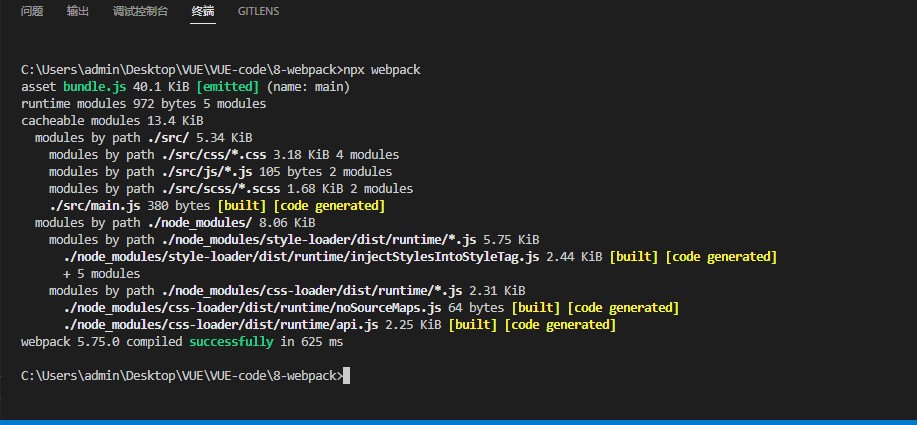 问题 输出 调试控制台 终端 GITLENS
C:\Users\admin\Desktop\VUE\VUE-code\8-webpack>npx webpack
asset bundle.js 40.1 KiB [emitted] (name: main)
runtime modules 972 bytes 5 modules
cacheable modules 13.4 KiB
  modules by path ./src/ 5.34 KiB
    modules by path ./src/css/*.css 3.18 KiB 4 modules
    modules by path ./src/js/*.js 105 bytes 2 modules
    modules by path ./src/scss/*.scss 1.68 KiB 2 modules
    ./src/main.js 380 bytes [built] [code generated]
  modules by path ./node_modules/ 8.06 KiB
    modules by path ./node_modules/style-loader/dist/runtime/*.js 5.75 KiB
      ./node_modules/style-loader/dist/runtime/injectStylesIntoStyleTag.js 2.44 KiB [built] [code generated]
      + 5 modules
    modules by path ./node_modules/css-loader/dist/runtime/*.js 2.31 KiB
      ./node_modules/css-loader/dist/runtime/noSourceMaps.js 64 bytes [built] [code generated]
      ./node_modules/css-loader/dist/runtime/api.js 2.25 KiB [built] [code generated]
webpack 5.75.0 compiled successfully in 625 ms
C:\Users\admin\Desktop\VUE\VUE-code\8-webpack>